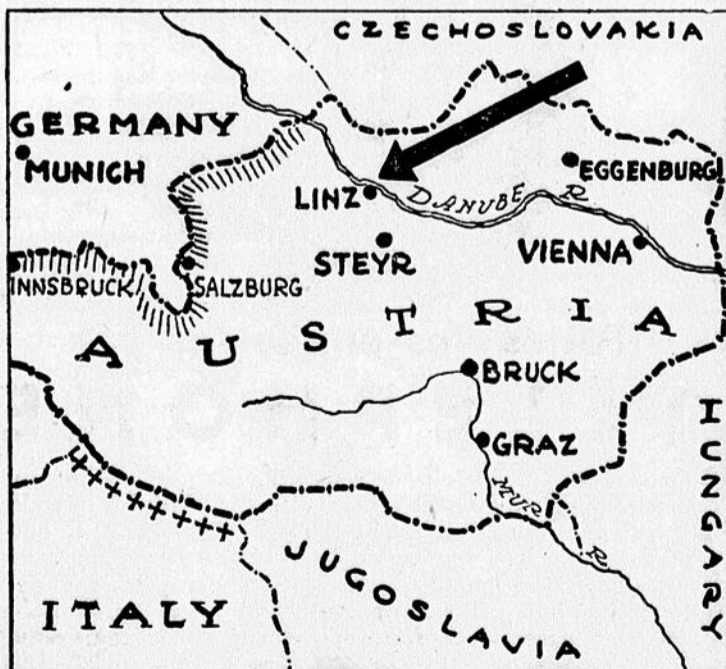 CZECHOSLOVAKIA
GERMANY
MUNICH
EGGENBURG
LINZ
DANUBE R
STEYR
VIENNA
INNSBRUCK
SALZBURG
AUSTRIA
BRUCK
GRAZ
MUR R
IUNGARY
JUGOSLAVIA
ITALY